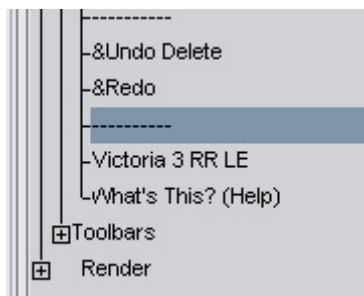 -----------
&Undo Delete
&Redo
-----------
Victoria 3 RR LE
What's This? (Help)
Toolbars
Render